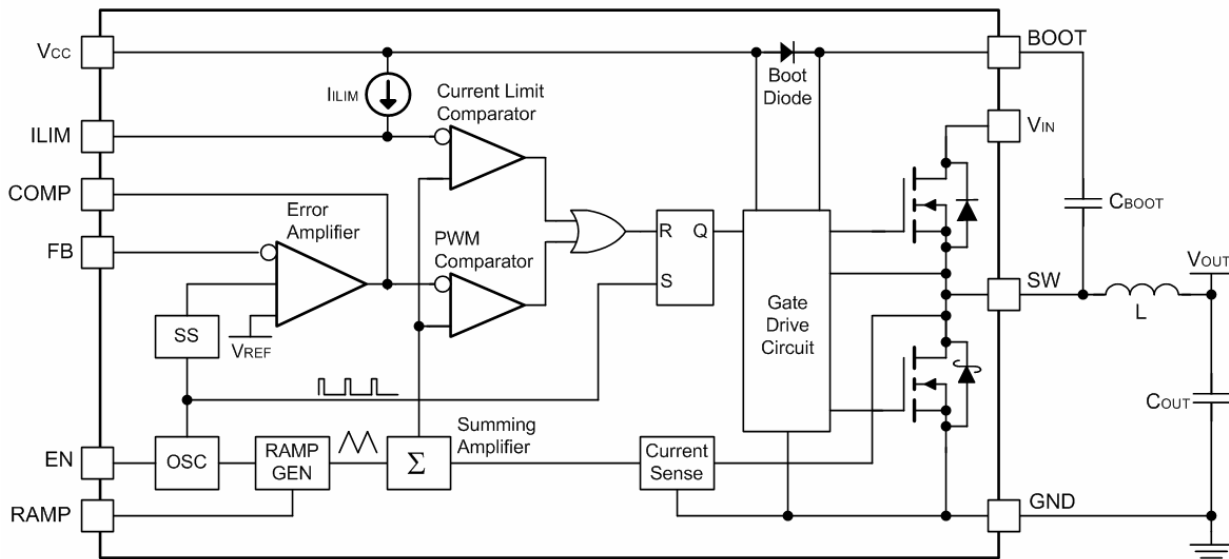 VCC
BOOT
Boot
Diode
IILIM
Current Limit
Comparator
VIN
ILIM
COMP
CBOOT
Error
Amplifier
FB
PWM
Comparator
R
Q
S
VOUT
SW
L
Gate
Drive
Circuit
SS
VREF
COUT
Summing
Amplifier
EN
OSC
RAMP
GEN
Σ
Current
Sense
RAMP
GND